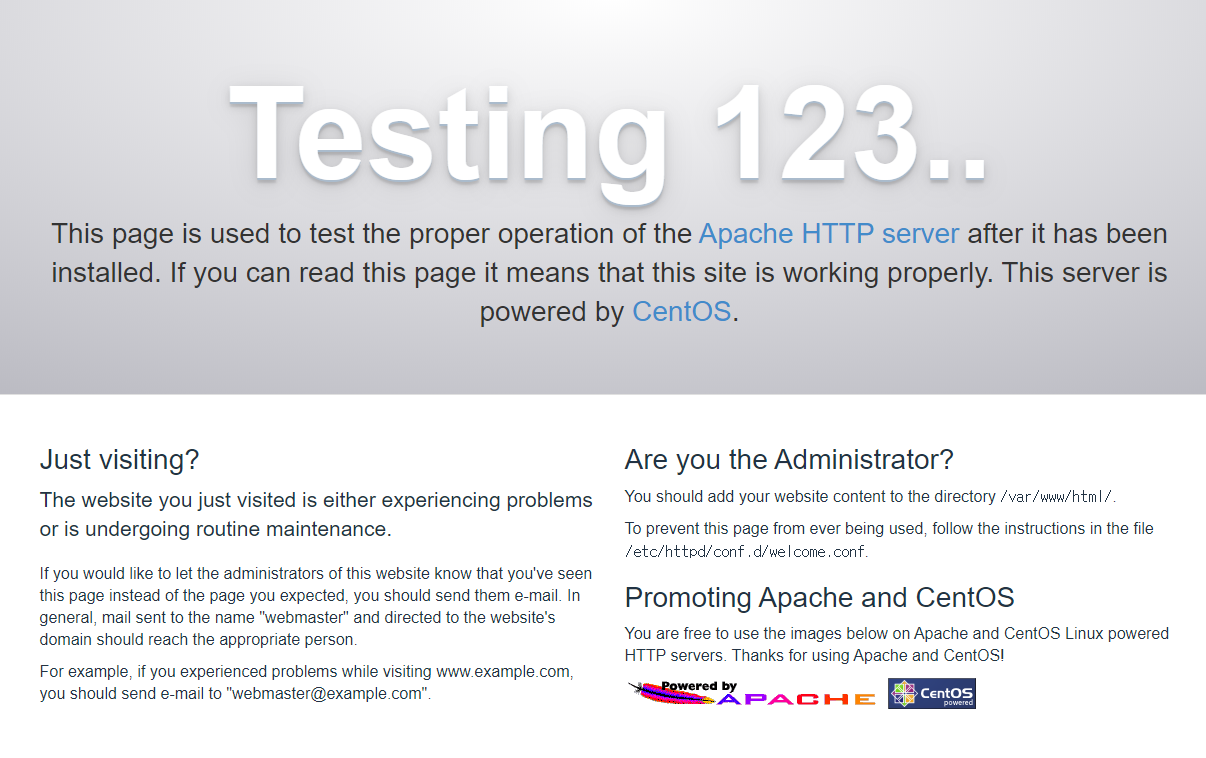 Testing 123..
This page is used to test the proper operation of the Apache HTTP server after it has been
installed. If you can read this page it means that this site is working properly. This server is
powered by CentOS.
Just visiting?
The website you just visited is either experiencing problems
or is undergoing routine maintenance.
If you would like to let the administrators of this website know that you've seen
this page instead of the page you expected, you should send them e-mail. In
general, mail sent to the name "webmaster" and directed to the website's
domain should reach the appropriate person.
For example, if you experienced problems while visiting www.example.com,
you should send e-mail to "webmaster@example.com".
Are you the Administrator?
You should add your website content to the directory /var/www/html/.
To prevent this page from ever being used, follow the instructions in the file
/etc/httpd/conf.d/welcome.conf.
Promoting Apache and CentOS
You are free to use the images below on Apache and CentOS Linux powered
HTTP servers. Thanks for using Apache and CentOS!
Powered by
APACHE
CentOS
powered